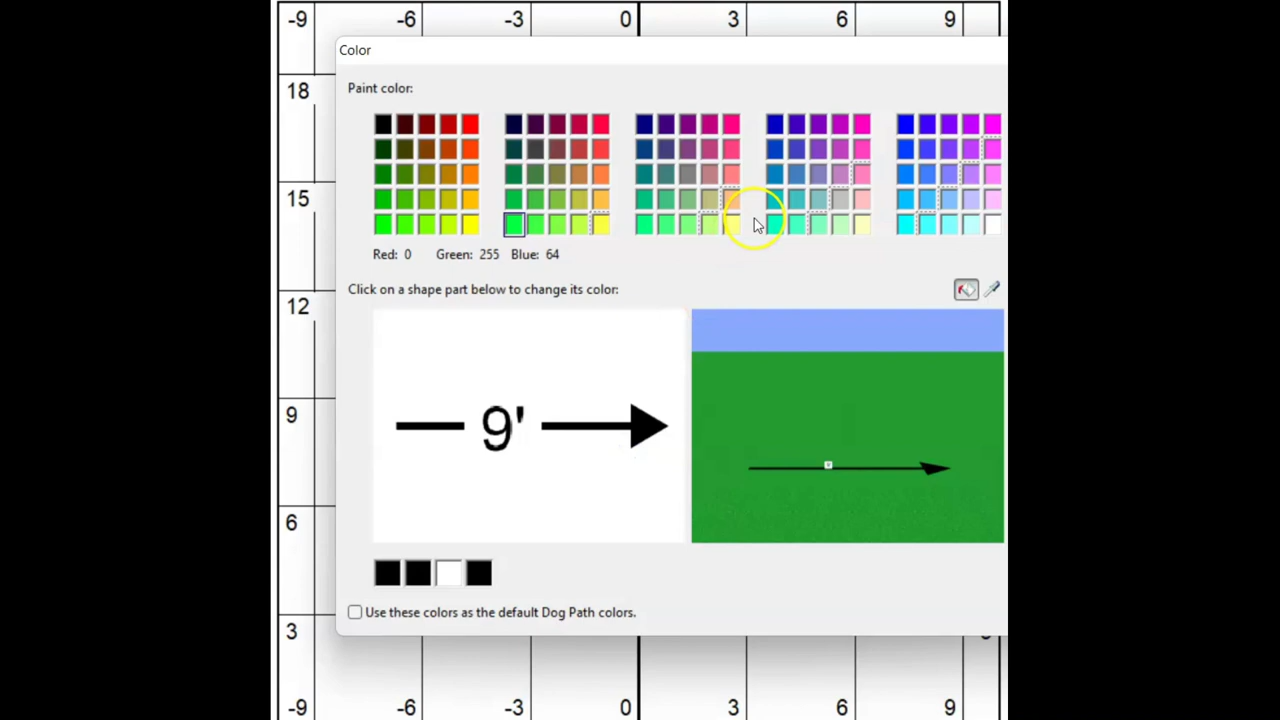 -9 -6 -3 0 3 6 9
Color
18
Paint color:
15
Red: 0 Green: 255 Blue: 64
Click on a shape part below to change its color:
12
9
9'
6
Use these colors as the default Dog Path colors.
3
-9 -6 -3 0 3 6 9